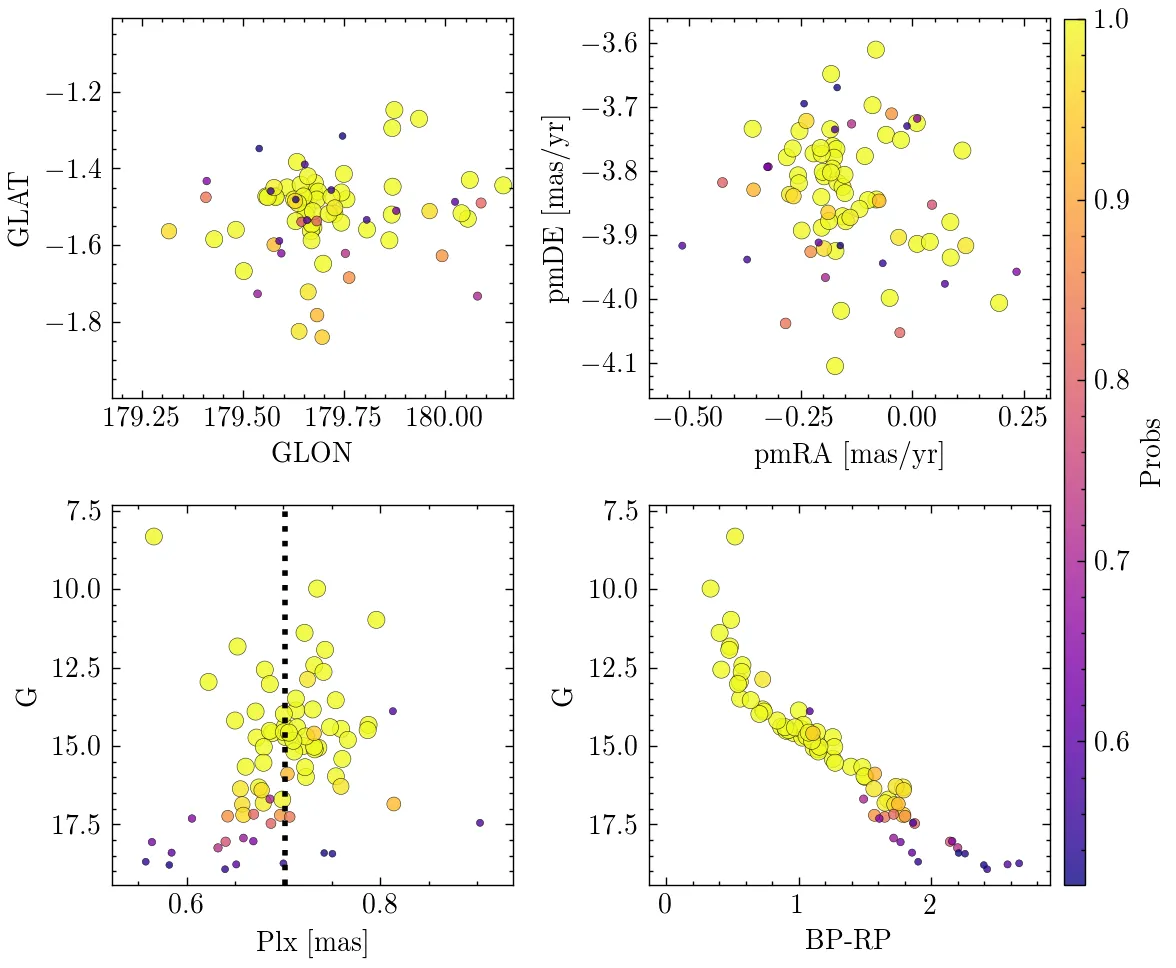 −1.2
−1.4
−1.6
−1.8
GLAT
179.25 179.50 179.75 180.00
GLON
−3.6
−3.7
−3.8
−3.9
−4.0
−4.1
pmDE [mas/yr]
−0.50 −0.25 0.00 0.25
pmRA [mas/yr]
7.5
10.0
12.5
15.0
17.5
G
0.6 0.8
Plx [mas]
7.5
10.0
12.5
15.0
17.5
G
0 1 2
BP-RP
1.0
0.9
0.8
0.7
0.6
Probs